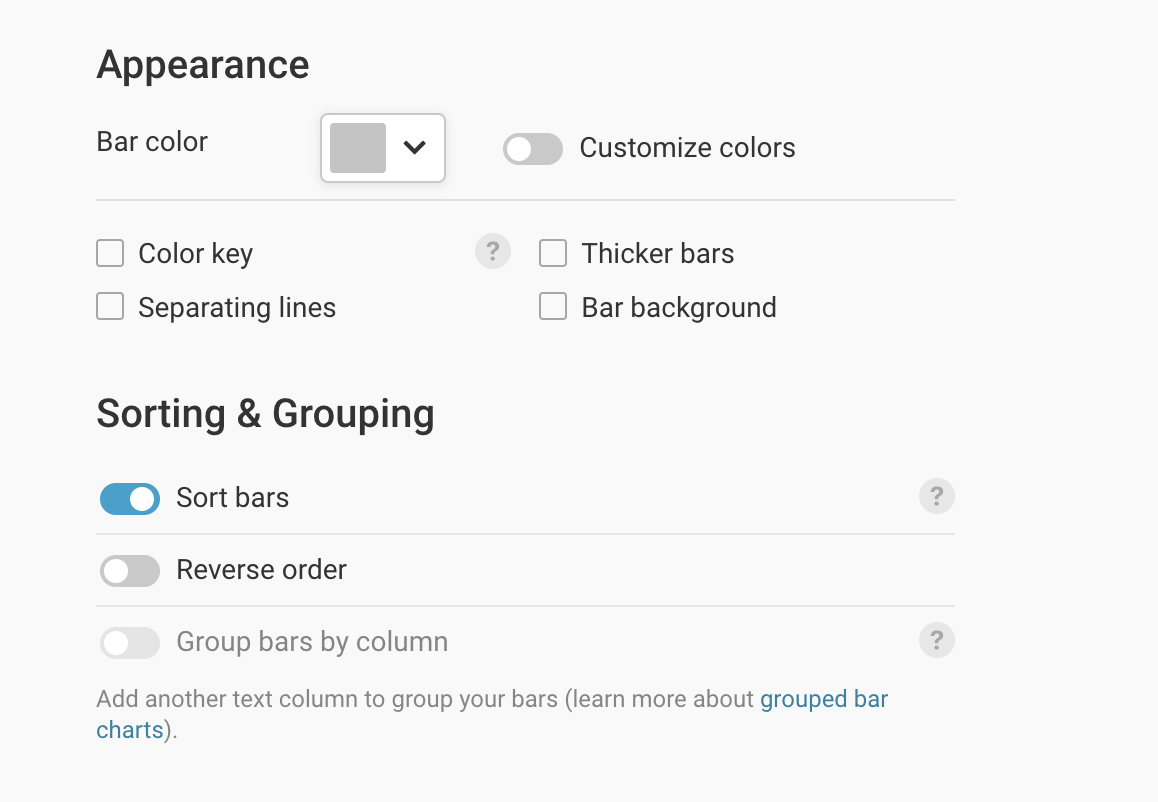 Appearance
Bar color
Customize colors
Color key ? Thicker bars
Separating lines Bar background
Sorting & Grouping
Sort bars ?
Reverse order
Group bars by column ?
Add another text column to group your bars (learn more about grouped bar
charts).